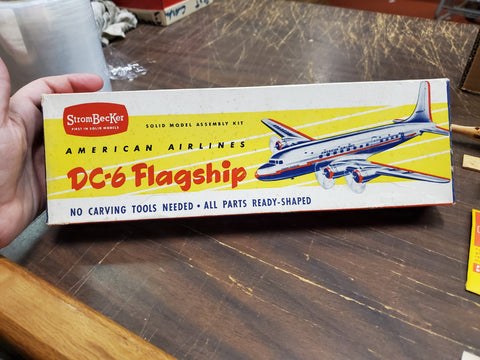 StromBecKer
FIRST IN SOLID MODELS
SOLID MODEL ASSEMBLY KIT
AMERICAN AIRLINES
DC-6 Flagship
NO CARVING TOOLS NEEDED • ALL PARTS READY-SHAPED